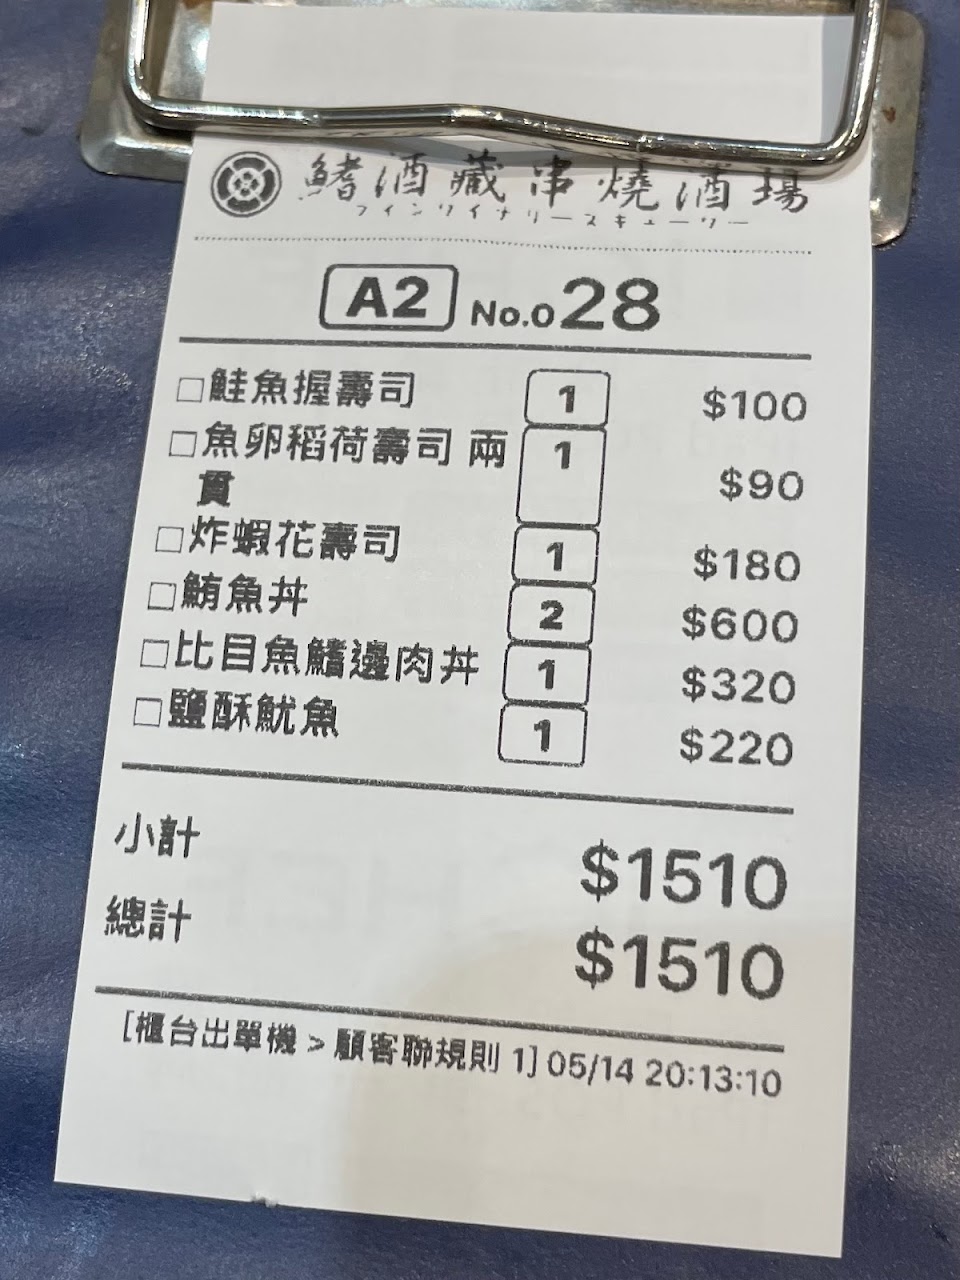 鰭酒藏串燒酒場
フインワイナリースキューワー
A2 No.028
□鮭魚握壽司 1 $100
□魚卵稻荷壽司 兩 1 $90
貫
□炸蝦花壽司 1 $180
□鮪魚丼 2 $600
□比目魚鰭邊肉丼 1 $320
□鹽酥魷魚 1 $220
小計 $1510
總計 $1510
[櫃台出單機 > 顧客聯規則 1] 05/14 20:13:10